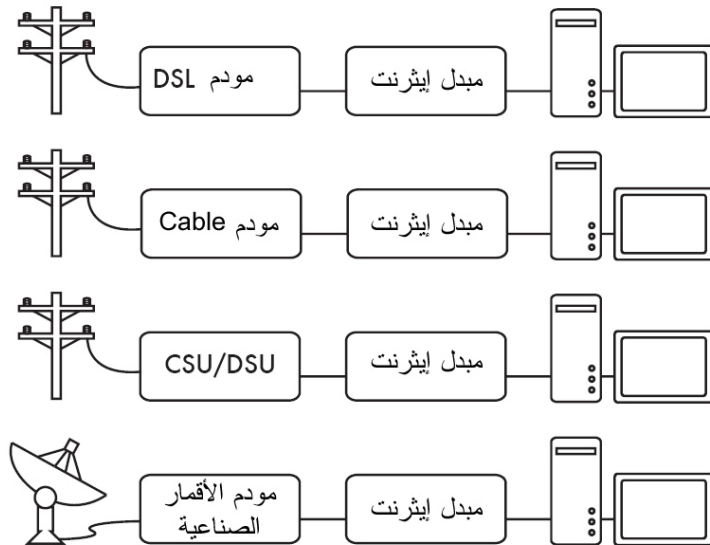 مودم DSL
مبدل إيثرنت
مودم Cable
مبدل إيثرنت
CSU/DSU
مبدل إيثرنت
مودم الأقمار
الصناعية
مبدل إيثرنت